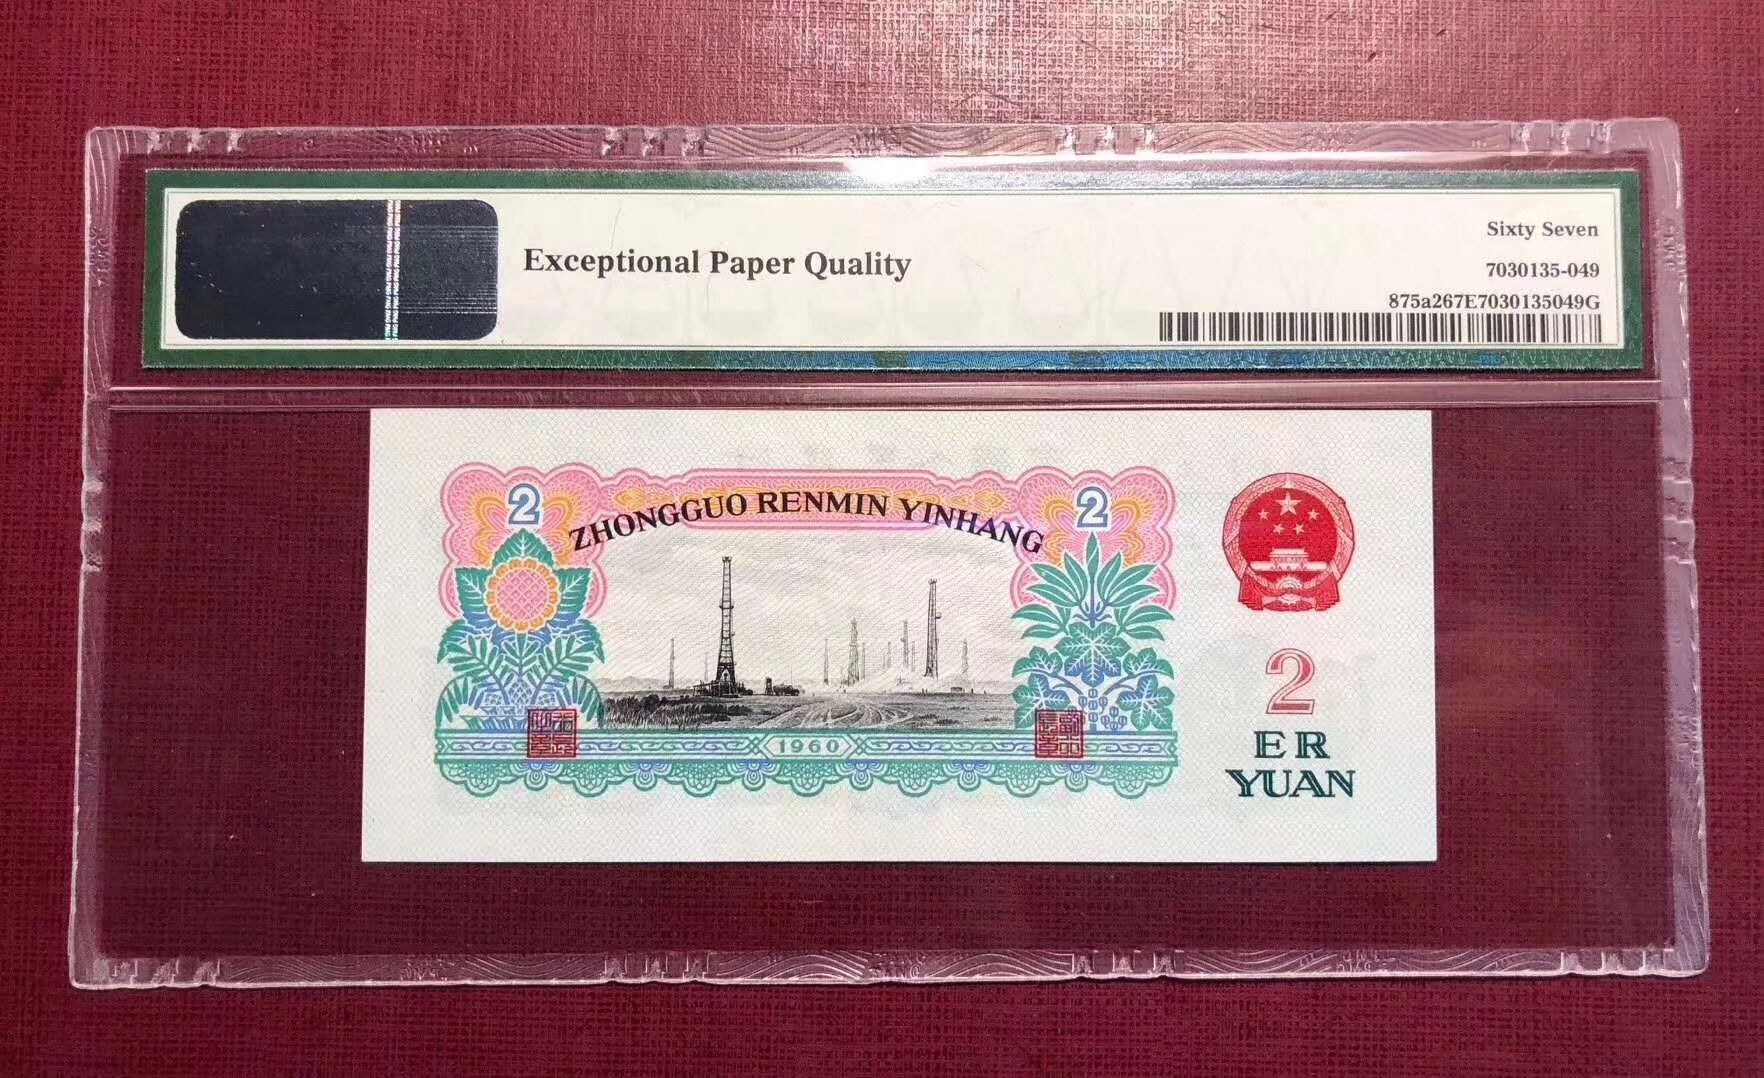 Exceptional Paper Quality
Sixty Seven
7030135-049
875a267E7030135049G
2
ZHONGGUO RENMIN YINHANG
2
1960
2
ER
YUAN